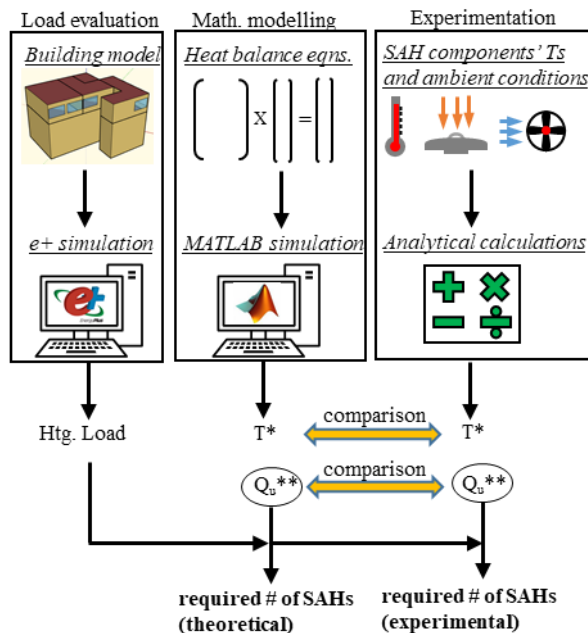 Load evaluation
Math. modelling
Experimentation
Building model
Heat balance eqns.
SAH components' Ts
and ambient conditions
X
=
e+ simulation
MATLAB simulation
Analytical calculations
e+
EnergyPlus
Htg. Load
T*
comparison
T*
comparison
Qu**
Qu**
required # of SAHs
(theoretical)
required # of SAHs
(experimental)